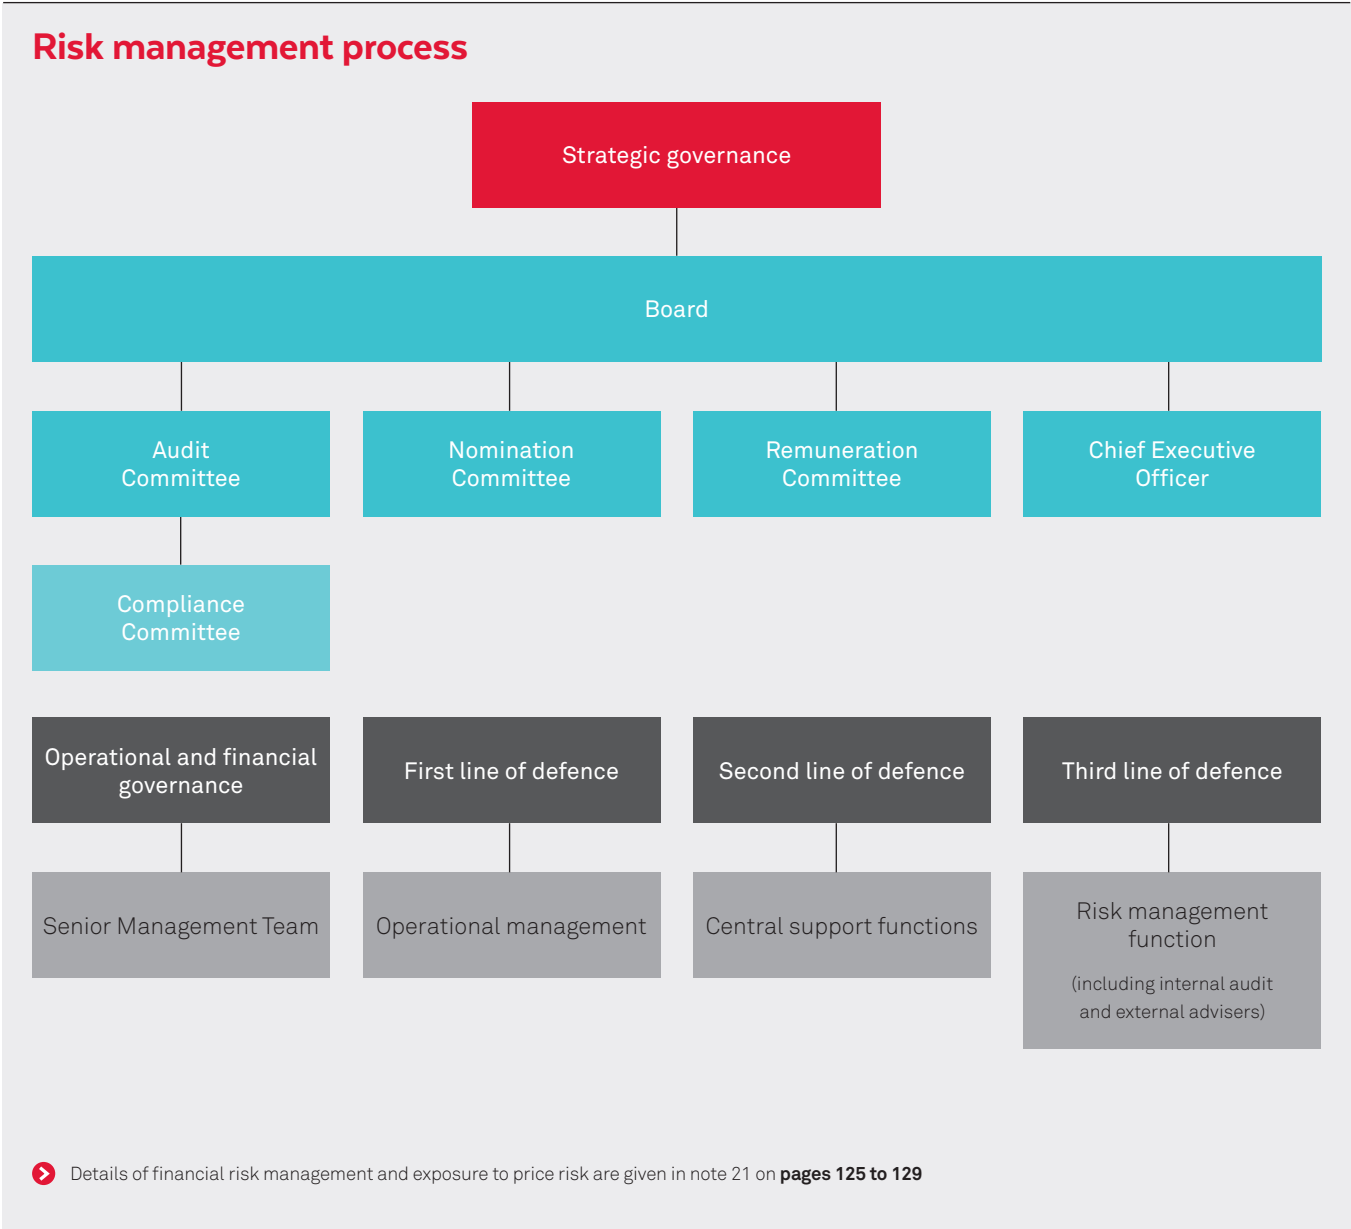 Risk management process
Strategic governance
Board
Audit
Committee
Nomination
Committee
Remuneration
Committee
Chief Executive
Officer
Compliance
Committee
Operational and financial
governance
First line of defence
Second line of defence
Third line of defence
Senior Management Team
Operational management
Central support functions
Risk management
function
(including internal audit
and external advisers)
Details of financial risk management and exposure to price risk are given in note 21 on pages 125 to 129